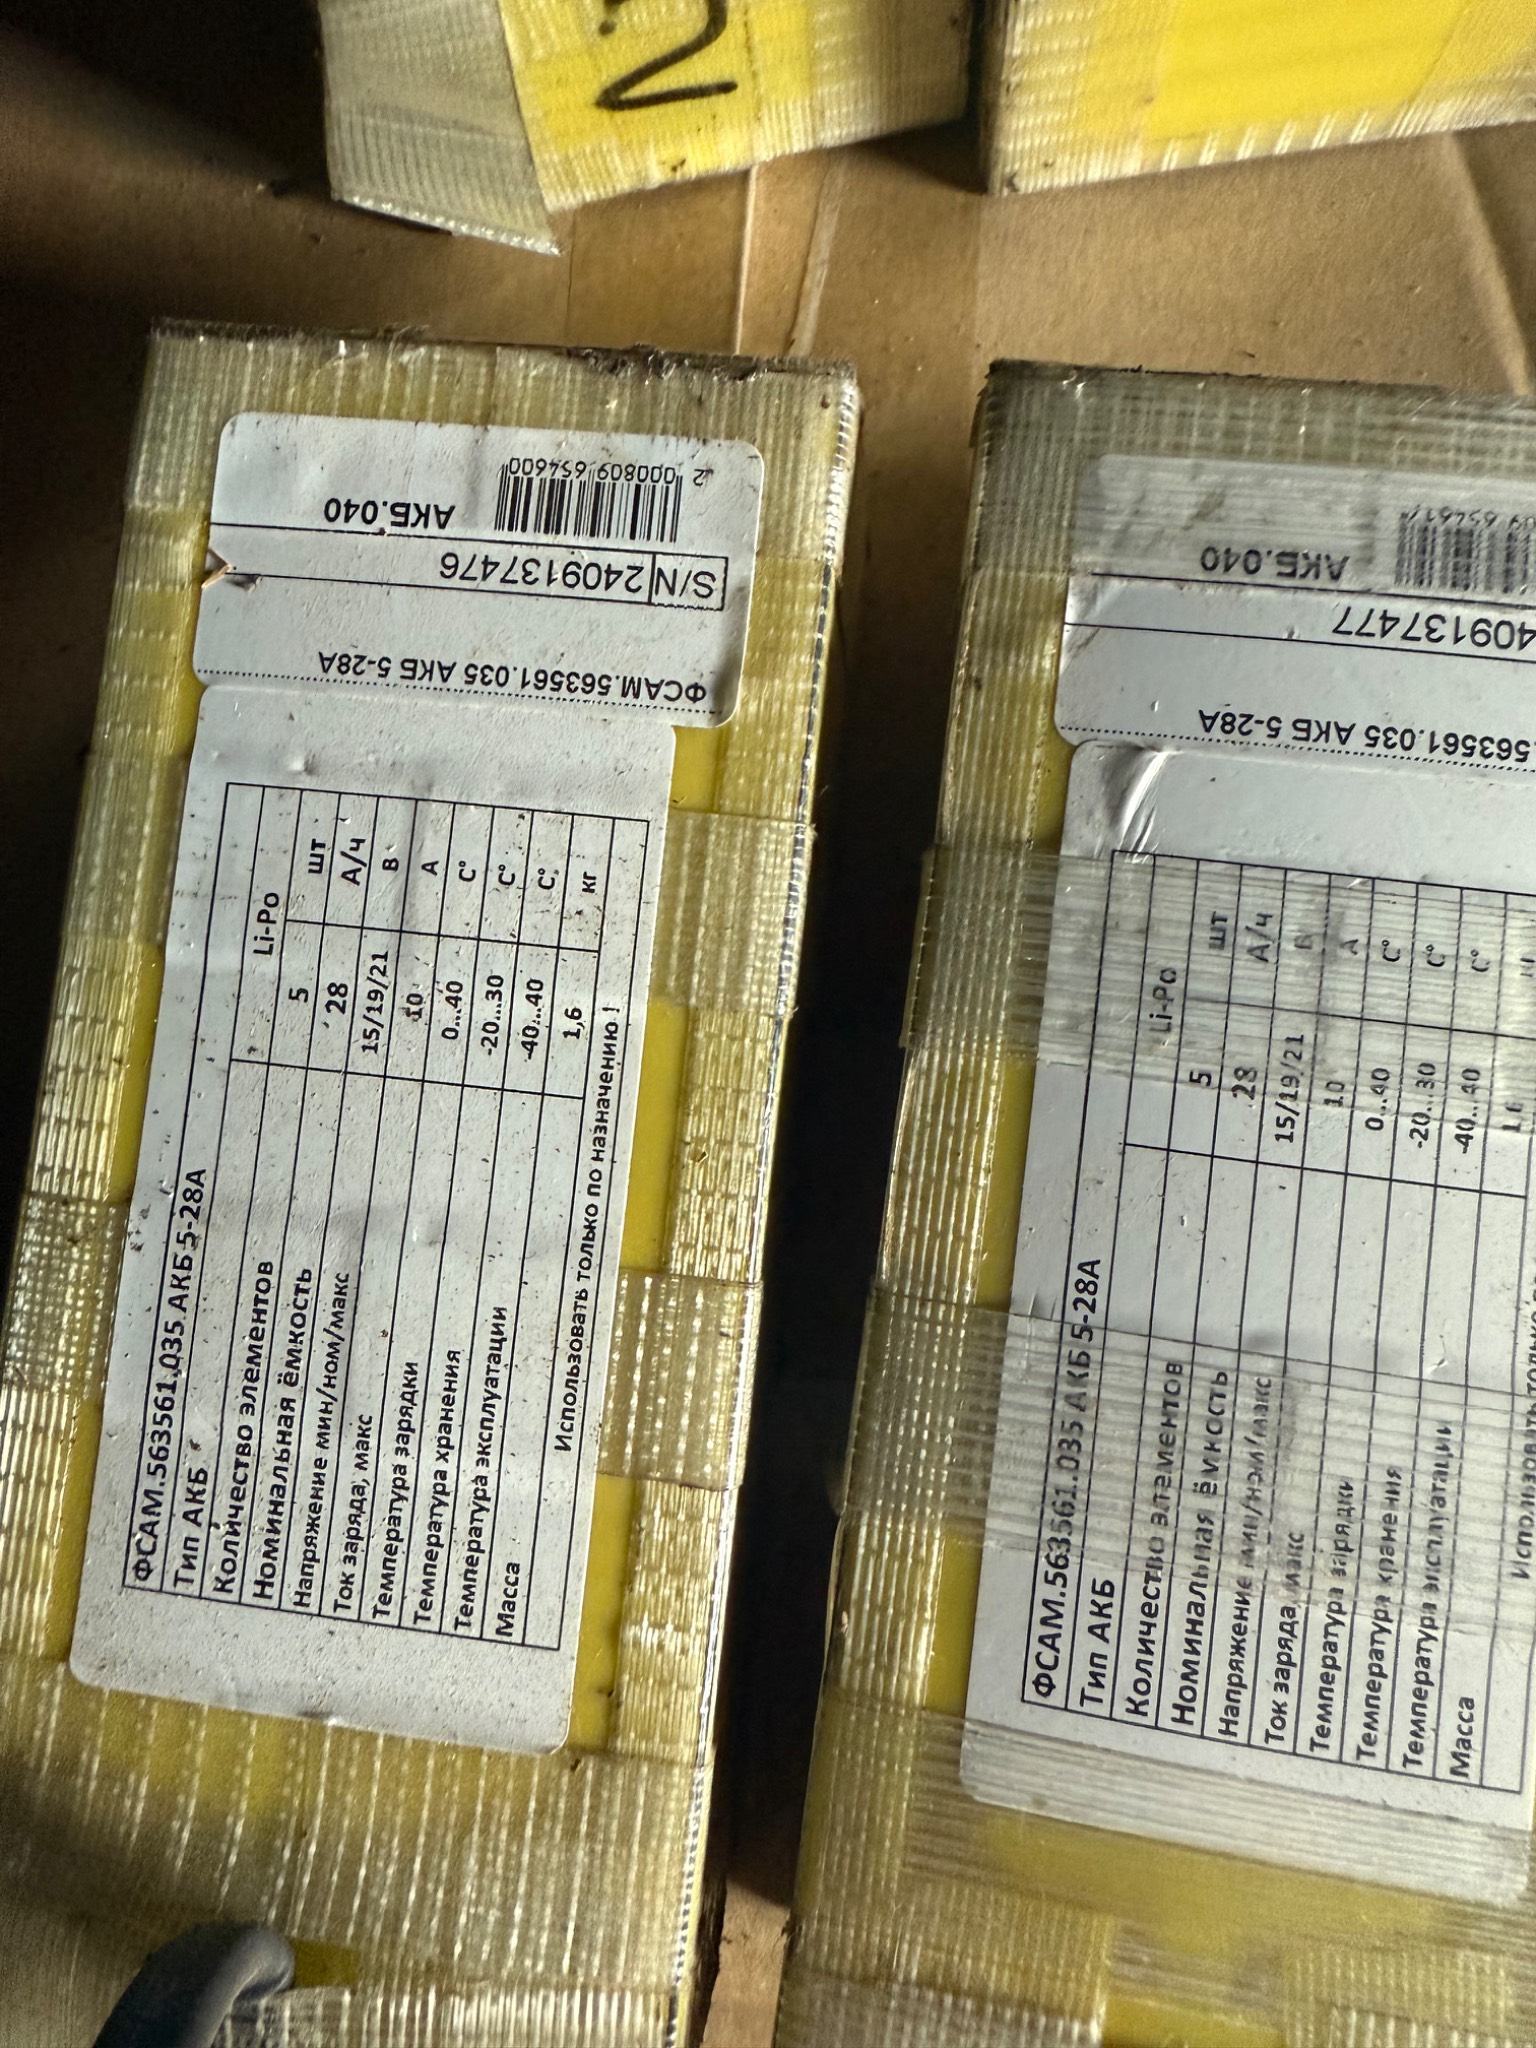 2 000809 654600
АКБ.040
S/N 2409137476
ФСАМ.563561.035 АКБ 5-28А
ФСАМ.563561.035 АКБ 5-28А
Тип АКБ Li-Po
Количество элементов 5 шт
Номинальная ёмкость 28 А/ч
Напряжение мин/ном/макс 15/19/21 В
Ток заряда, макс 10 А
Температура зарядки 0...40 С°
Температура хранения -20...30 С°
Температура эксплуатации -40...40 С°
Масса 1,6 кг
Использовать только по назначению !
АКБ.040
409137477
.563561.035 АКБ 5-28А
ФСАМ.563561.035 АКБ 5-28А
Тип АКБ Li-Po
Количество элементов 5 шт
Номинальная ёмкость 28 А/ч
Напряжение мин/ном/макс 15/19/21 В
Ток заряда, макс 10 А
Температура зарядки 0...40 С°
Температура хранения -20...30 С°
Температура эксплуатации -40...40 С°
Масса 1,6
Использовать только